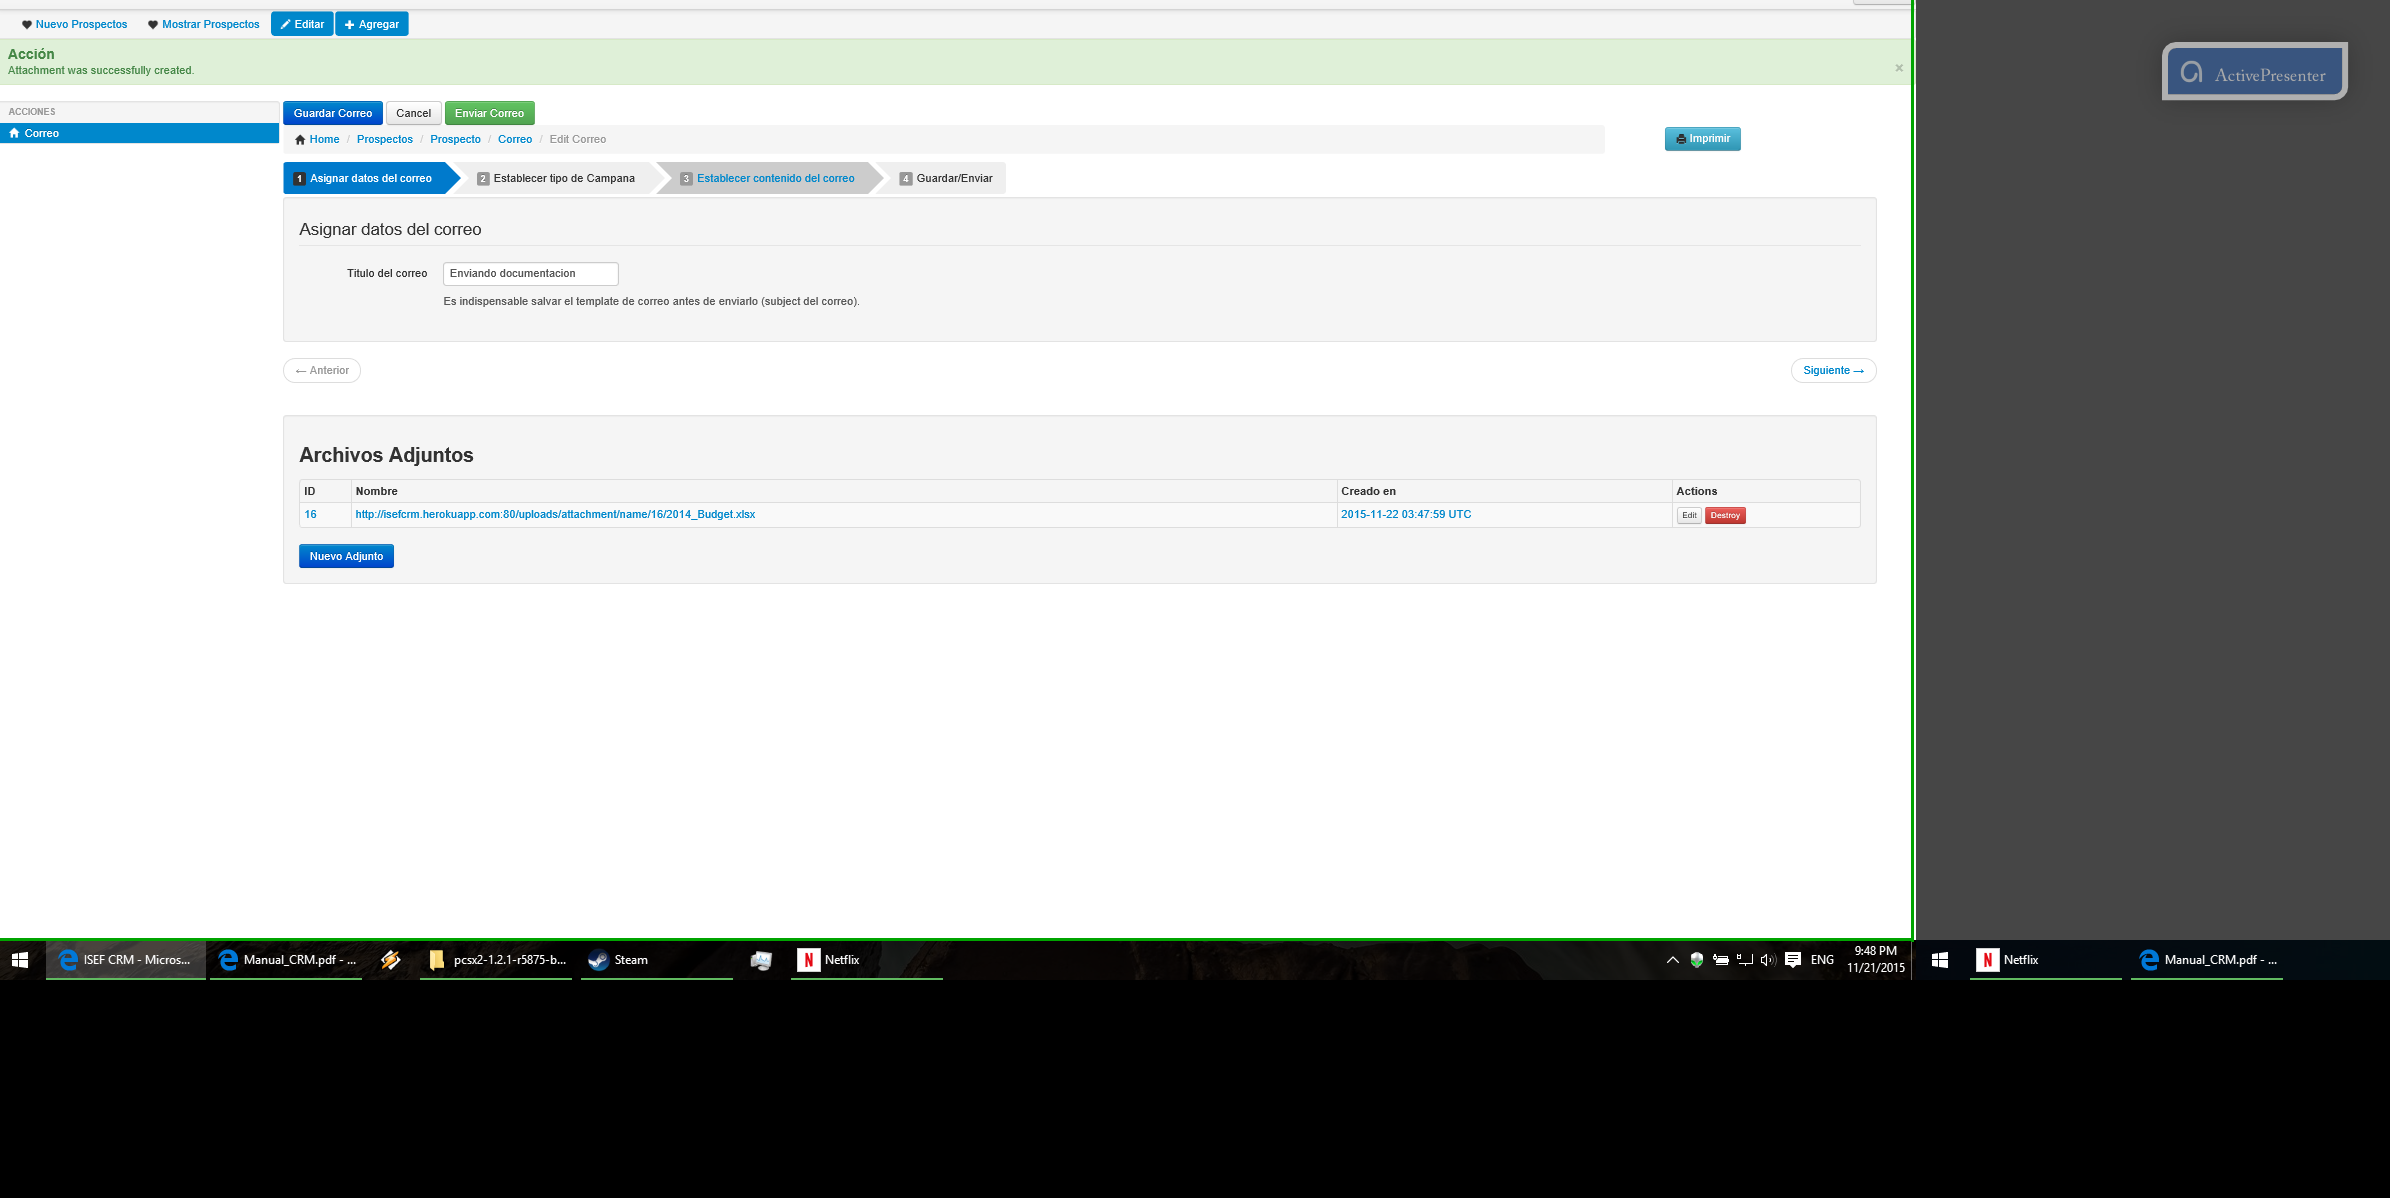 Nuevo Prospectos Mostrar Prospectos Editar Agregar
Acción
Attachment was successfully created.
×
ActivePresenter
ACCIONES
Correo
Guardar Correo Cancel Enviar Correo
Home / Prospectos / Prospecto / Correo / Edit Correo
Imprimir
1 Asignar datos del correo 2 Establecer tipo de Campana 3 Establecer contenido del correo 4 Guardar/Enviar
Asignar datos del correo
Titulo del correo Enviando documentacion
Es indispensable salvar el template de correo antes de enviarlo (subject del correo).
← Anterior Siguiente →
Archivos Adjuntos
ID Nombre Creado en Actions
16 http://isefcrm.herokuapp.com:80/uploads/attachment/name/16/2014_Budget.xlsx 2015-11-22 03:47:59 UTC Edit Destroy
Nuevo Adjunto
ISEF CRM - Micros... Manual_CRM.pdf - ... pcsx2-1.2.1-r5875-b... Steam N Netflix ENG 9:48 PM N Netflix Manual_CRM.pdf - ...
11/21/2015